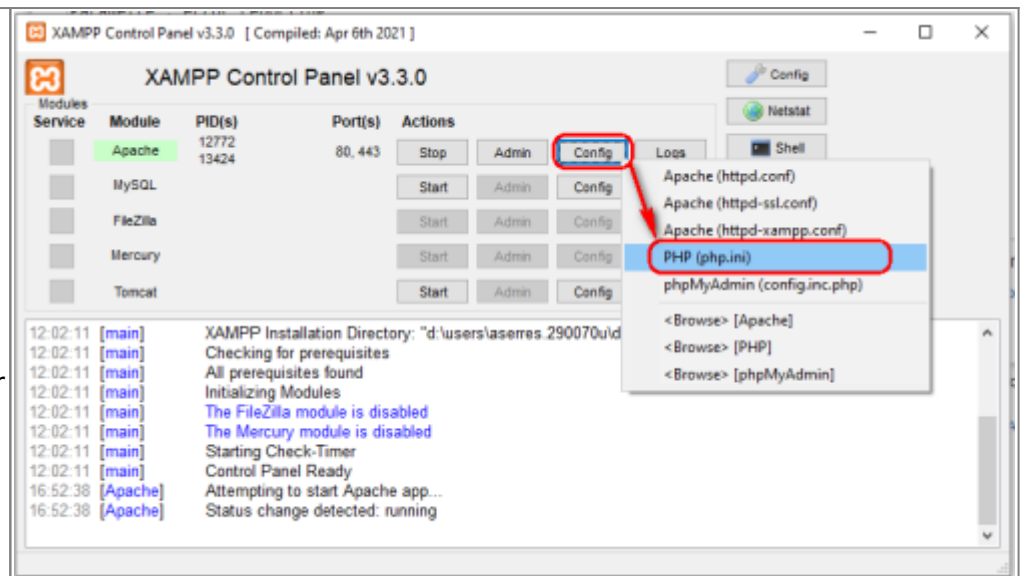 XAMPP Control Panel v3.3.0 [ Compiled: Apr 6th 2021 ]
XAMPP Control Panel v3.3.0
Config
Modules
Netstat
Service Module PID(s) Port(s) Actions
Shell
Apache 12772 13424 80, 443 Stop Admin Config Logs
MySQL Start Admin Config
FileZilla Start Admin Config
Mercury Start Admin Config
Tomcat Start Admin Config
Apache (httpd.conf)
Apache (httpd-ssl.conf)
Apache (httpd-xampp.conf)
PHP (php.ini)
phpMyAdmin (config.inc.php)
<Browse> [Apache]
<Browse> [PHP]
<Browse> [phpMyAdmin]
12:02:11 [main] XAMPP Installation Directory: "d:\users\aserres.290070u\d
12:02:11 [main] Checking for prerequisites
12:02:11 [main] All prerequisites found
12:02:11 [main] Initializing Modules
12:02:11 [main] The FileZilla module is disabled
12:02:11 [main] The Mercury module is disabled
12:02:11 [main] Starting Check-Timer
12:02:11 [main] Control Panel Ready
16:52:38 [Apache] Attempting to start Apache app...
16:52:38 [Apache] Status change detected: running